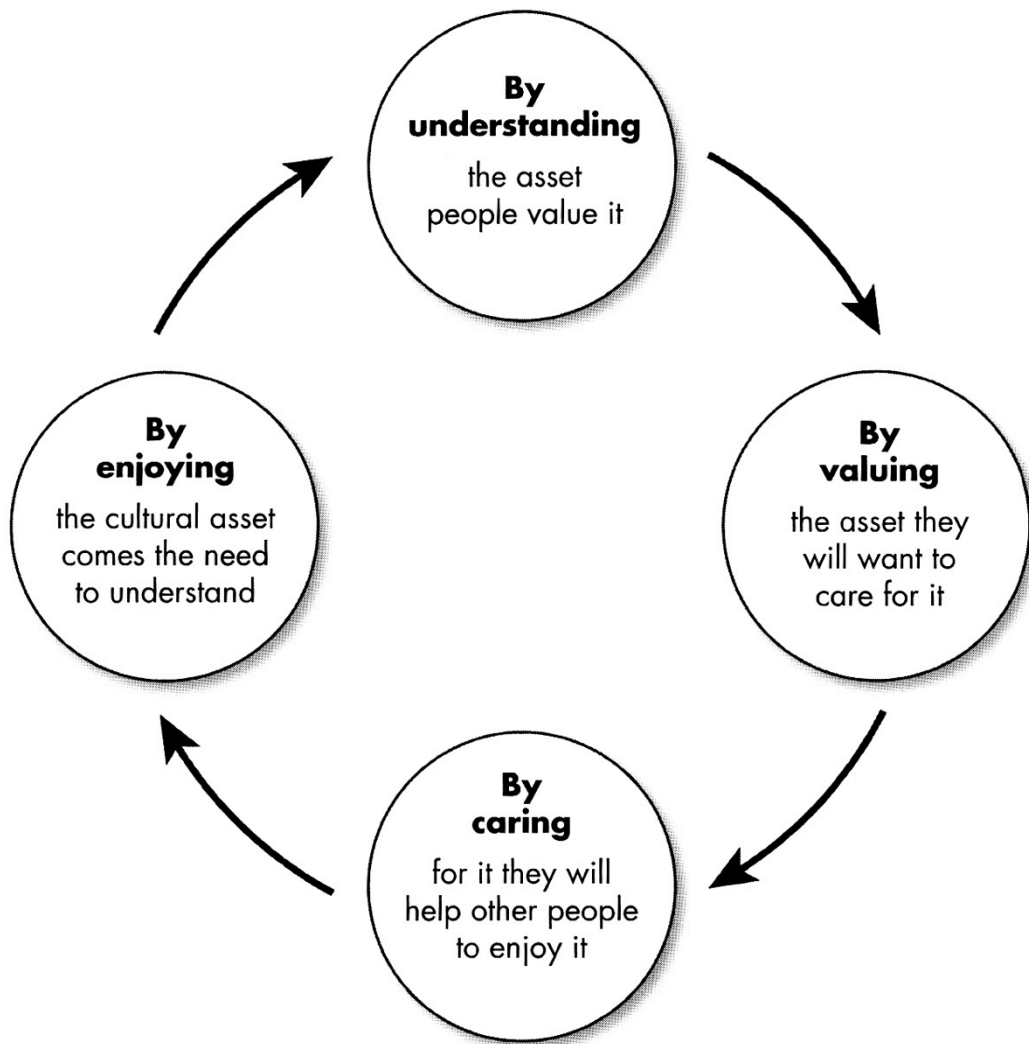 By
understanding
the asset
people value it
By
valuing
the asset they
will want to
care for it
By
caring
for it they will
help other people
to enjoy it
By
enjoying
the cultural asset
comes the need
to understand